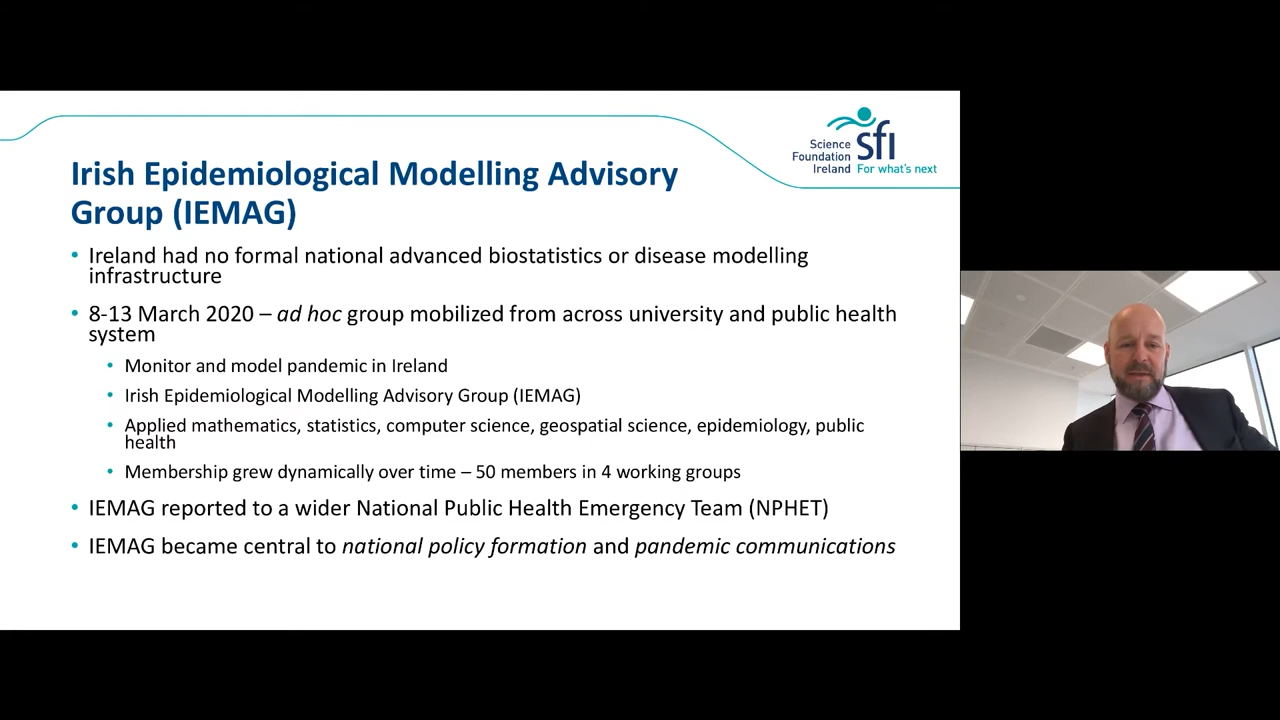 Science
Foundation
Ireland
sfi
For what's next
Irish Epidemiological Modelling Advisory
Group (IEMAG)
• Ireland had no formal national advanced biostatistics or disease modelling
infrastructure
• 8-13 March 2020 – ad hoc group mobilized from across university and public health
system
• Monitor and model pandemic in Ireland
• Irish Epidemiological Modelling Advisory Group (IEMAG)
• Applied mathematics, statistics, computer science, geospatial science, epidemiology, public
health
• Membership grew dynamically over time – 50 members in 4 working groups
• IEMAG reported to a wider National Public Health Emergency Team (NPHET)
• IEMAG became central to national policy formation and pandemic communications